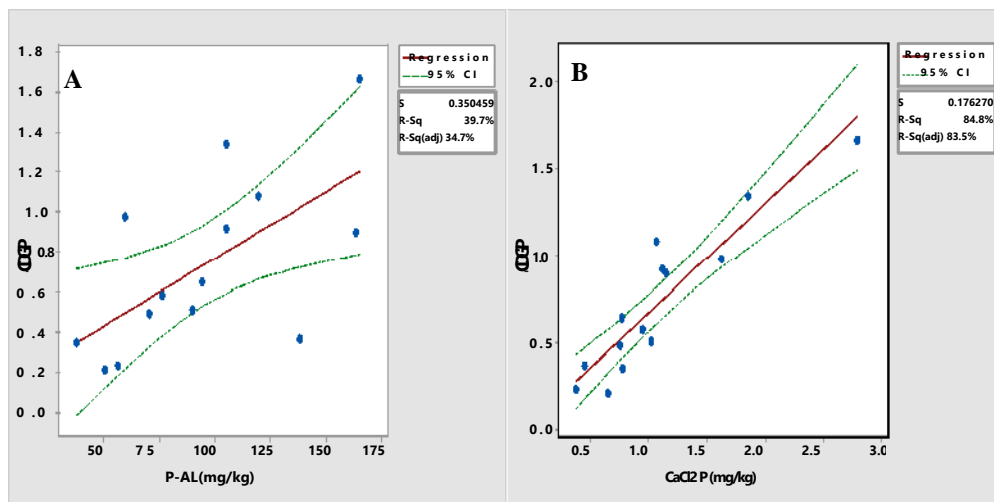 A
1.8
1.6
1.4
1.2
1.0
0.8
0.6
0.4
0.2
0.0
50
75
100
125
150
175
P-AL(mg/kg)
Regression
95% CI
S 0.350459
R-Sq 39.7%
R-Sq(adj) 34.7%
B
2.0
1.5
1.0
0.5
0.0
0.5
1.0
1.5
2.0
2.5
3.0
CaCl2 P(mg/kg)
Regression
95% CI
S 0.176270
R-Sq 84.8%
R-Sq(adj) 83.5%